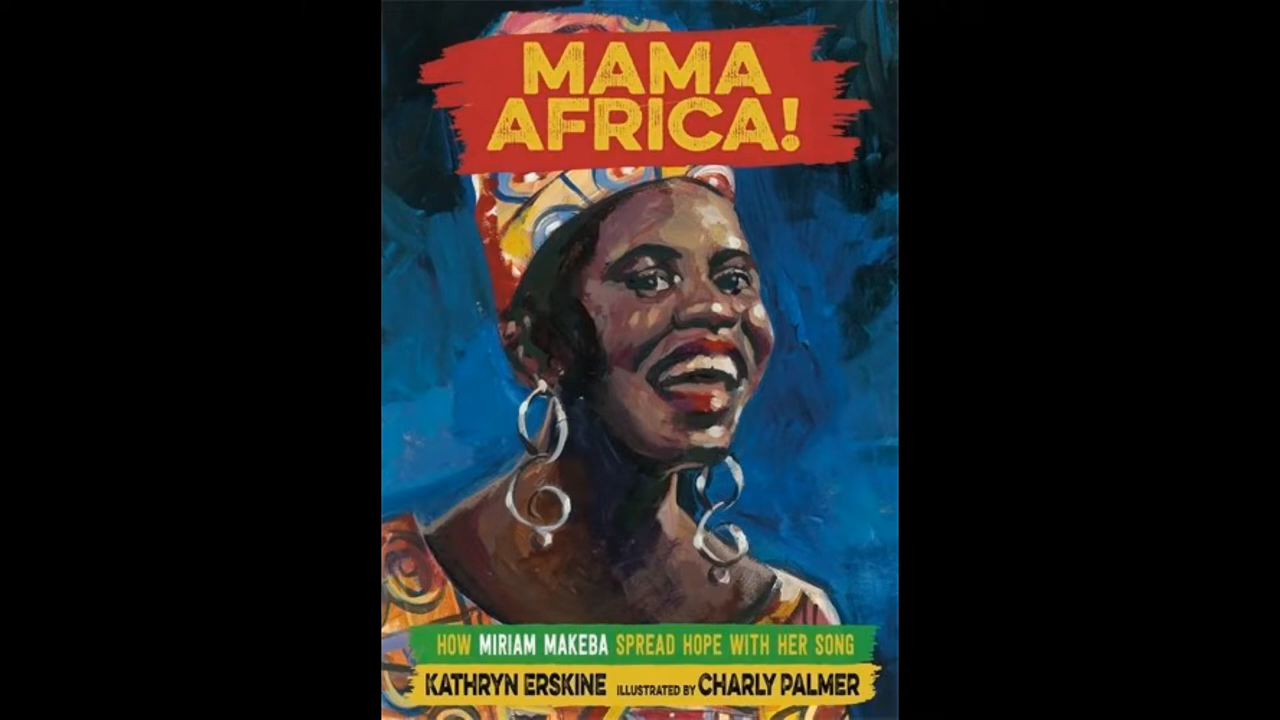 MAMA
AFRICA!
HOW MIRIAM MAKEBA SPREAD HOPE WITH HER SONG
KATHRYN ERSKINE ILLUSTRATED BY CHARLY PALMER